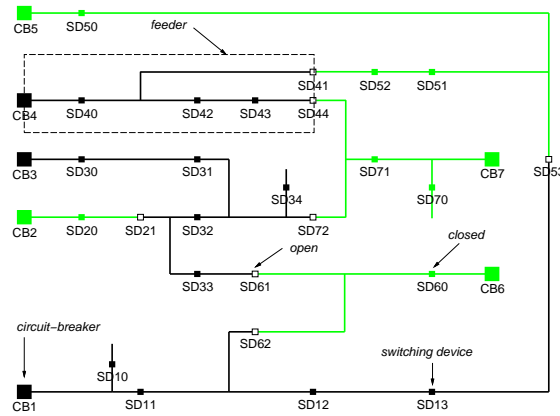 CB5
SD50
feeder
SD41
SD52
SD51
CB4
SD40
SD42
SD43
SD44
CB3
SD30
SD31
SD71
CB7
SD53
SD34
SD70
CB2
SD20
SD21
SD32
SD72
open
closed
SD33
SD61
SD60
CB6
circuit−breaker
SD62
switching device
SD10
CB1
SD11
SD12
SD13